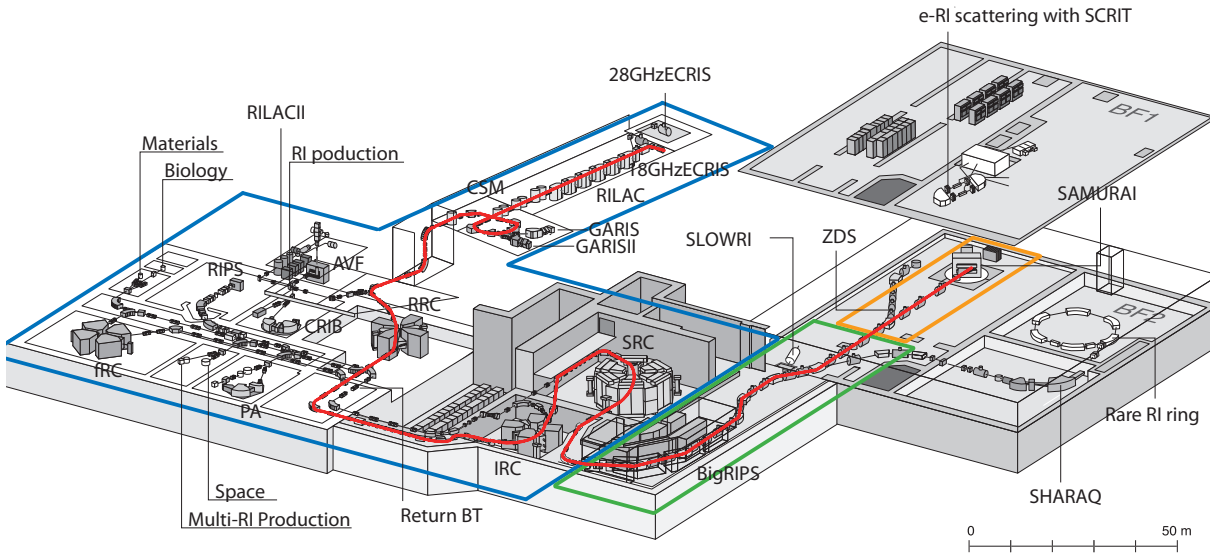 e-RI scattering with SCRIT
28GHzECRIS
RILACII
BF1
Materials
RI poduction
Biology
18GHzECRIS
CSM
RILAC
SAMURAI
GARIS
GARISII
SLOWRI
ZDS
RIPS
AVF
RRC
BF2
CRIB
SRC
fRC
PA
Rare RI ring
IRC
BigRIPS
Space
SHARAQ
Multi-RI Production
Return BT
0 50 m